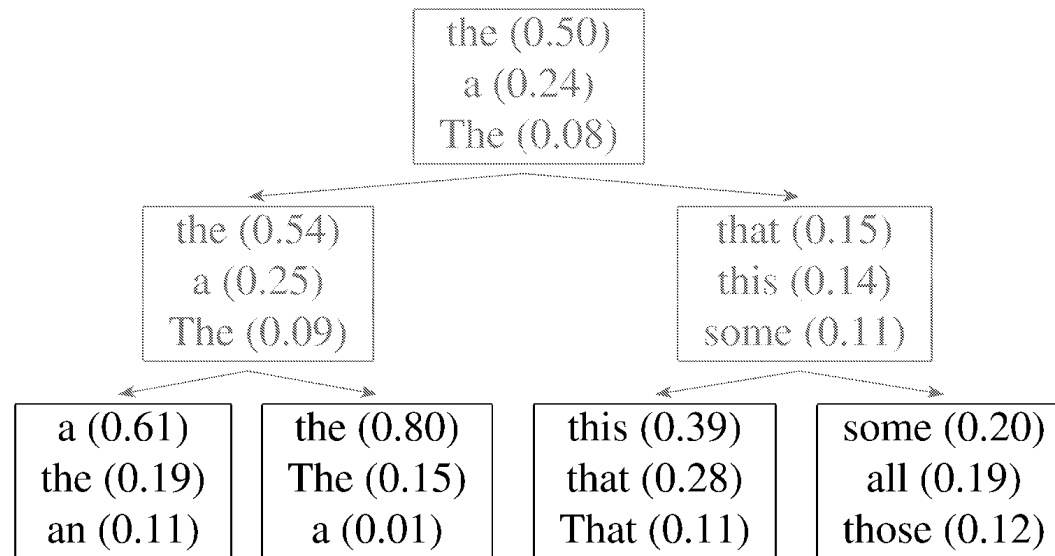 the (0.50)
a (0.24)
The (0.08)
the (0.54)
a (0.25)
The (0.09)
that (0.15)
this (0.14)
some (0.11)
a (0.61)
the (0.19)
an (0.11)
the (0.80)
The (0.15)
a (0.01)
this (0.39)
that (0.28)
That (0.11)
some (0.20)
all (0.19)
those (0.12)